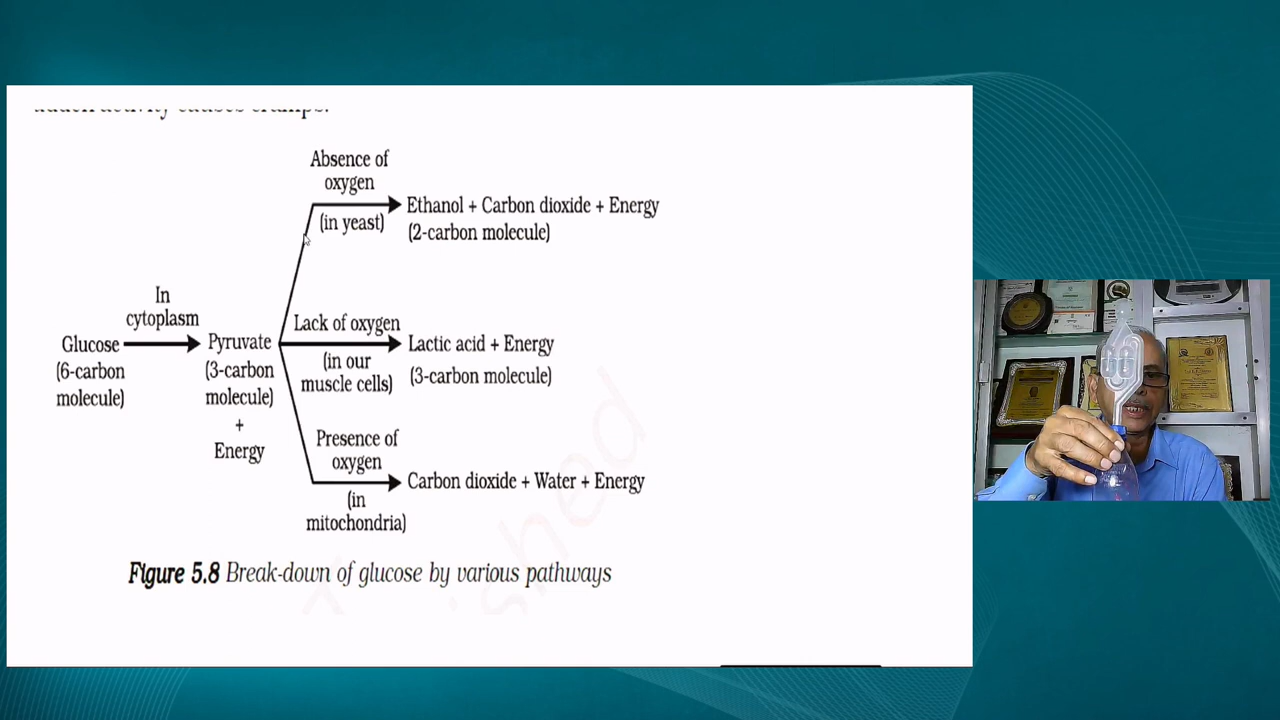 Absence of
oxygen
(in yeast)
Ethanol + Carbon dioxide + Energy
(2-carbon molecule)
In
cytoplasm
Glucose
(6-carbon
molecule)
Pyruvate
(3-carbon
molecule)
+
Energy
Lack of oxygen
(in our
muscle cells)
Lactic acid + Energy
(3-carbon molecule)
Presence of
oxygen
(in
mitochondria)
Carbon dioxide + Water + Energy
Figure 5.8 Break-down of glucose by various pathways